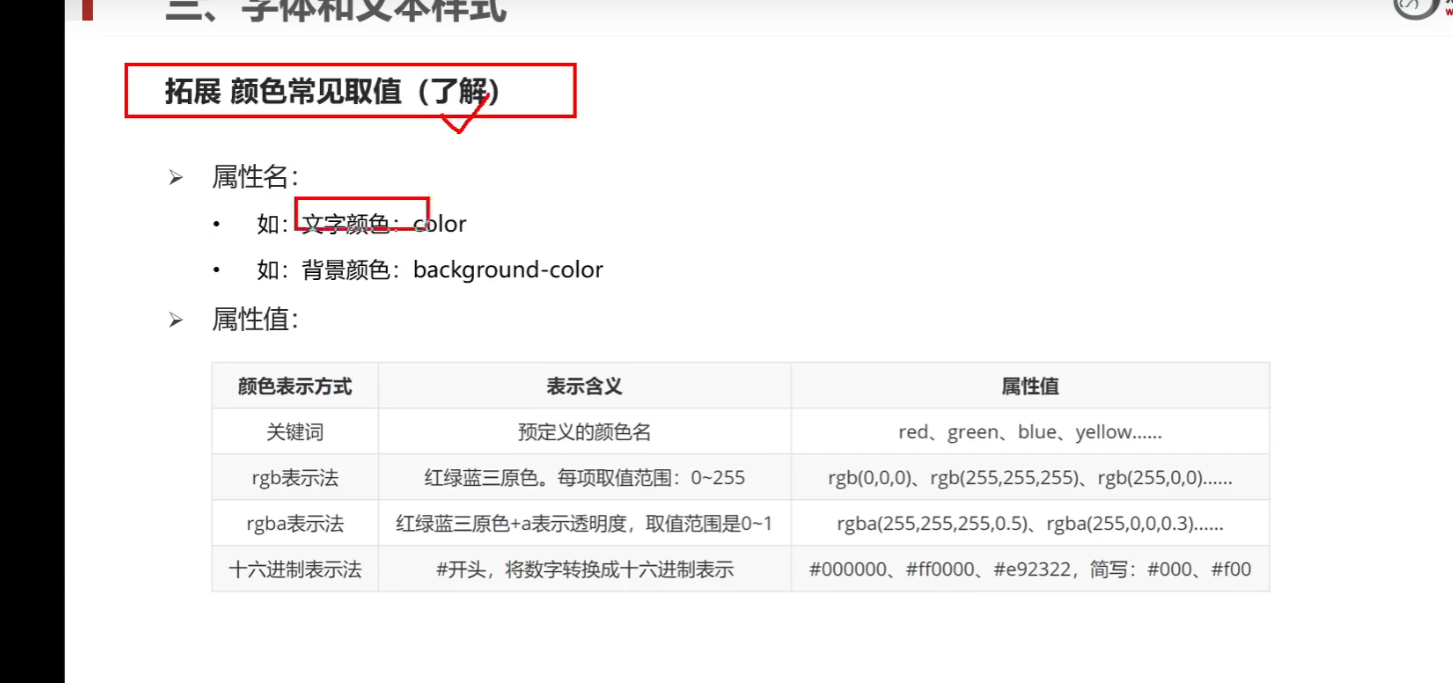 三、字体和文本样式
拓展 颜色常见取值（了解）
属性名：
如：文字颜色：color
如：背景颜色：background-color
属性值：
颜色表示方式 表示含义 属性值
关键词 预定义的颜色名 red、green、blue、yellow……
rgb表示法 红绿蓝三原色。每项取值范围：0~255 rgb(0,0,0)、rgb(255,255,255)、rgb(255,0,0)……
rgba表示法 红绿蓝三原色+a表示透明度，取值范围是0~1 rgba(255,255,255,0.5)、rgba(255,0,0,0.3)……
十六进制表示法 #开头，将数字转换成十六进制表示 #000000、#ff0000、#e92322，简写：#000、#f00